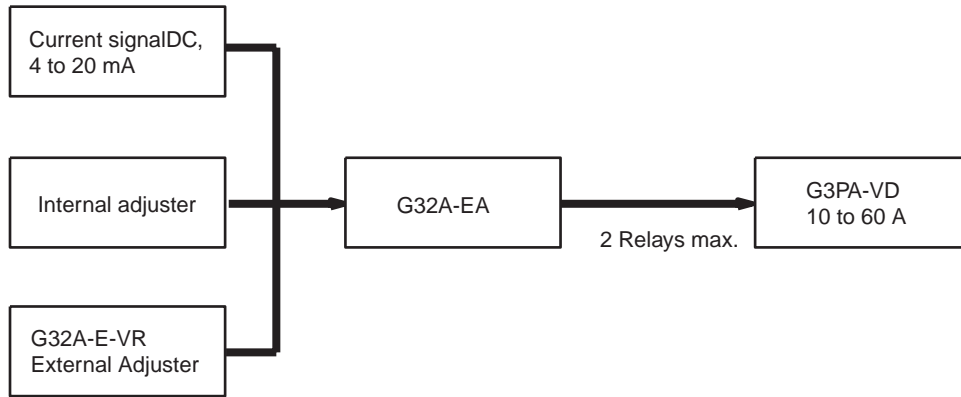 Current signalDC,
4 to 20 mA
Internal adjuster
G32A-E-VR
External Adjuster
G32A-EA
2 Relays max.
G3PA-VD
10 to 60 A